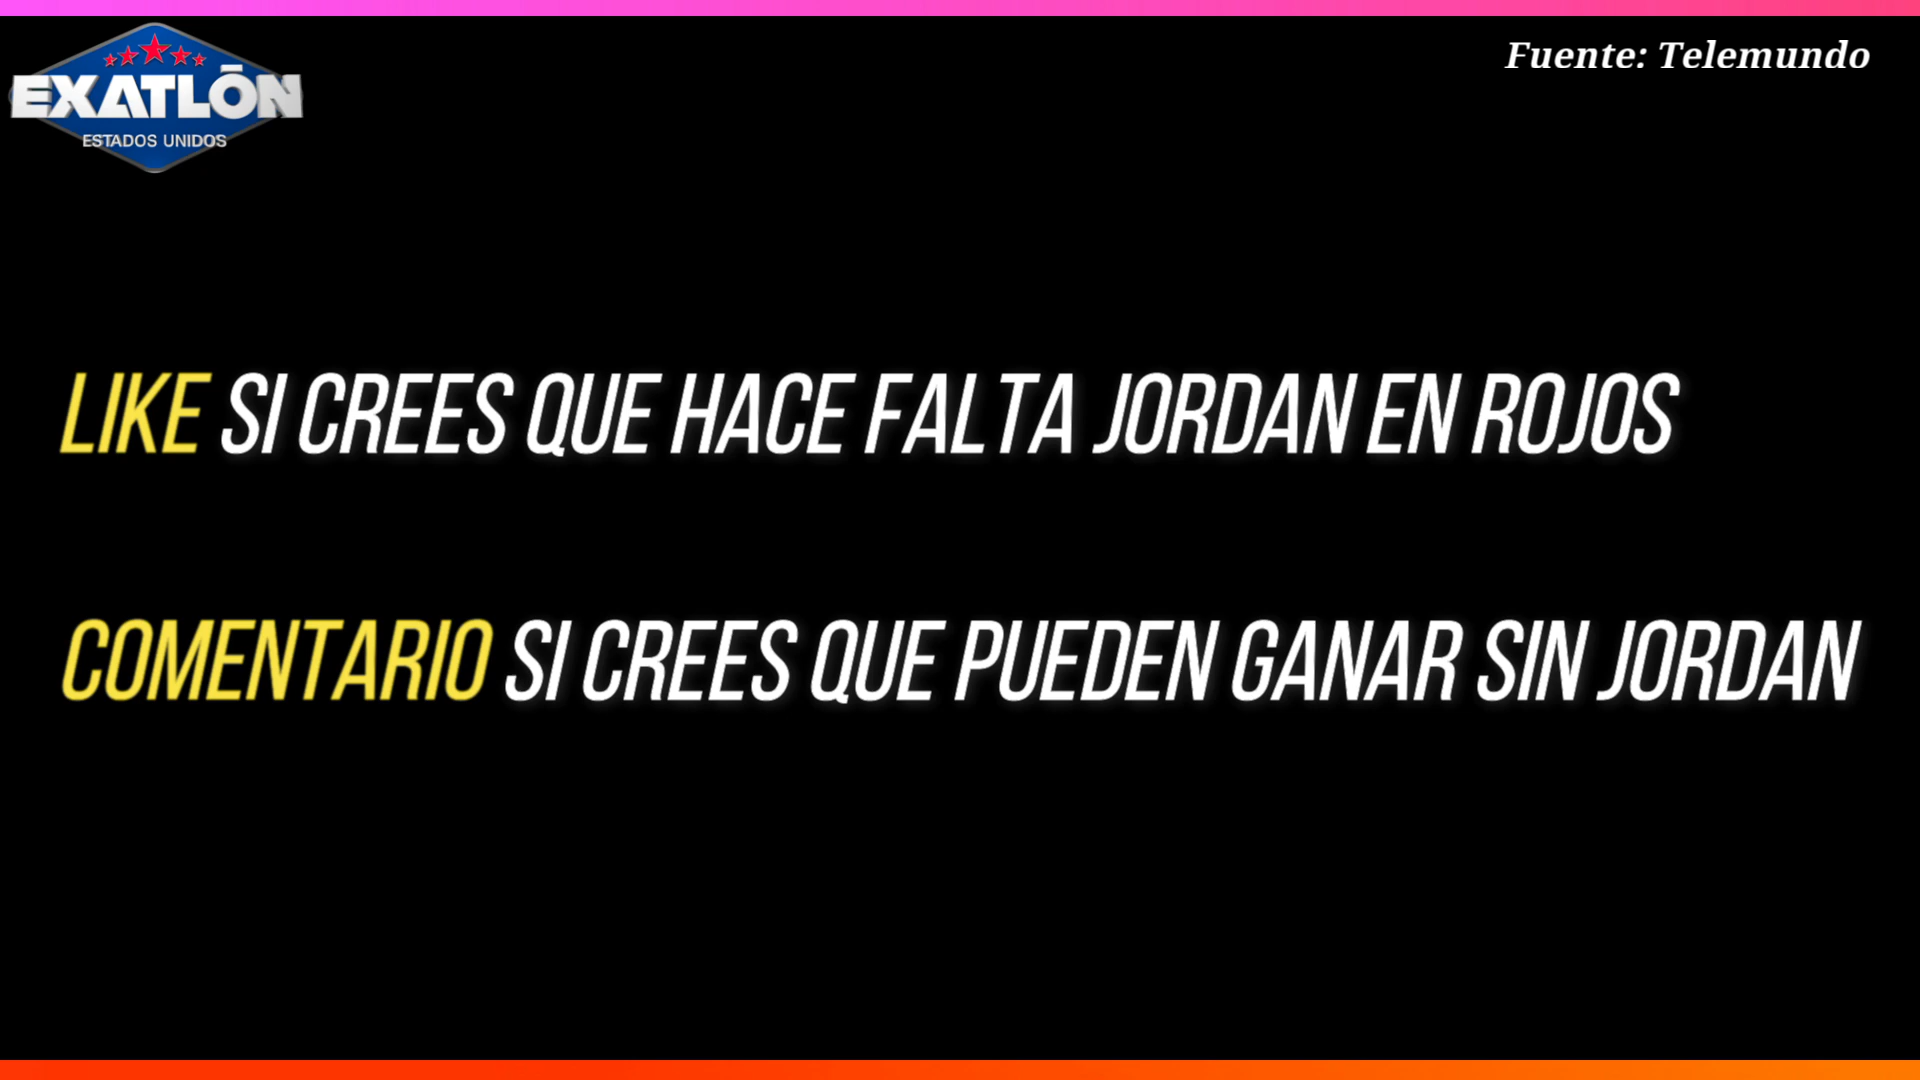 EXATLŌN
ESTADOS UNIDOS
Fuente: Telemundo
LIKE SI CREES QUE HACE FALTA JORDAN EN ROJOS
COMENTARIO SI CREES QUE PUEDEN GANAR SIN JORDAN